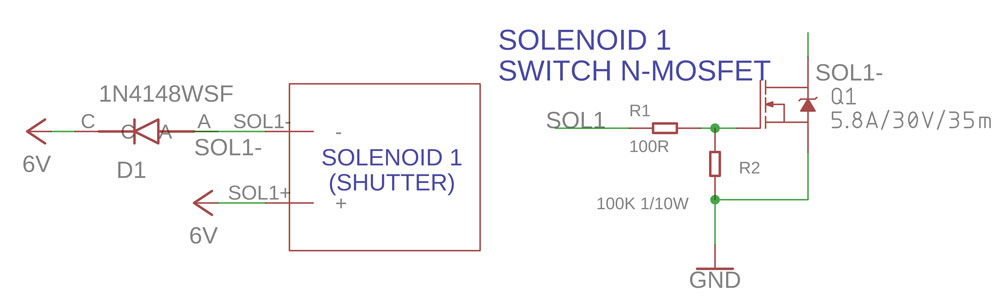 1N4148WSF
C
C
A
A
SOL1-
SOL1-
6V
D1
-
SOLENOID 1
(SHUTTER)
SOL1+
+
6V
SOLENOID 1
SWITCH N-MOSFET
SOL1
R1
100R
R2
100K 1/10W
GND
SOL1-
Q1
5.8A/30V/35m